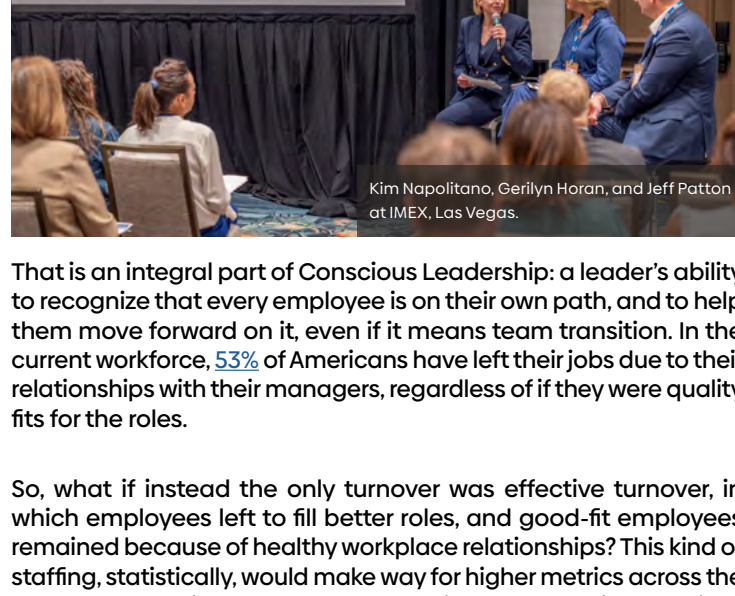 Kim Napolitano, Gerilyn Horan, and Jeff Patton
at IMEX, Las Vegas.
That is an integral part of Conscious Leadership: a leader’s ability
to recognize that every employee is on their own path, and to help
them move forward on it, even if it means team transition. In the
current workforce, 53% of Americans have left their jobs due to their
relationships with their managers, regardless of if they were quality
fits for the roles.
So, what if instead the only turnover was effective turnover, in
which employees left to fill better roles, and good-fit employees
remained because of healthy workplace relationships? This kind of
staffing, statistically, would make way for higher metrics across the